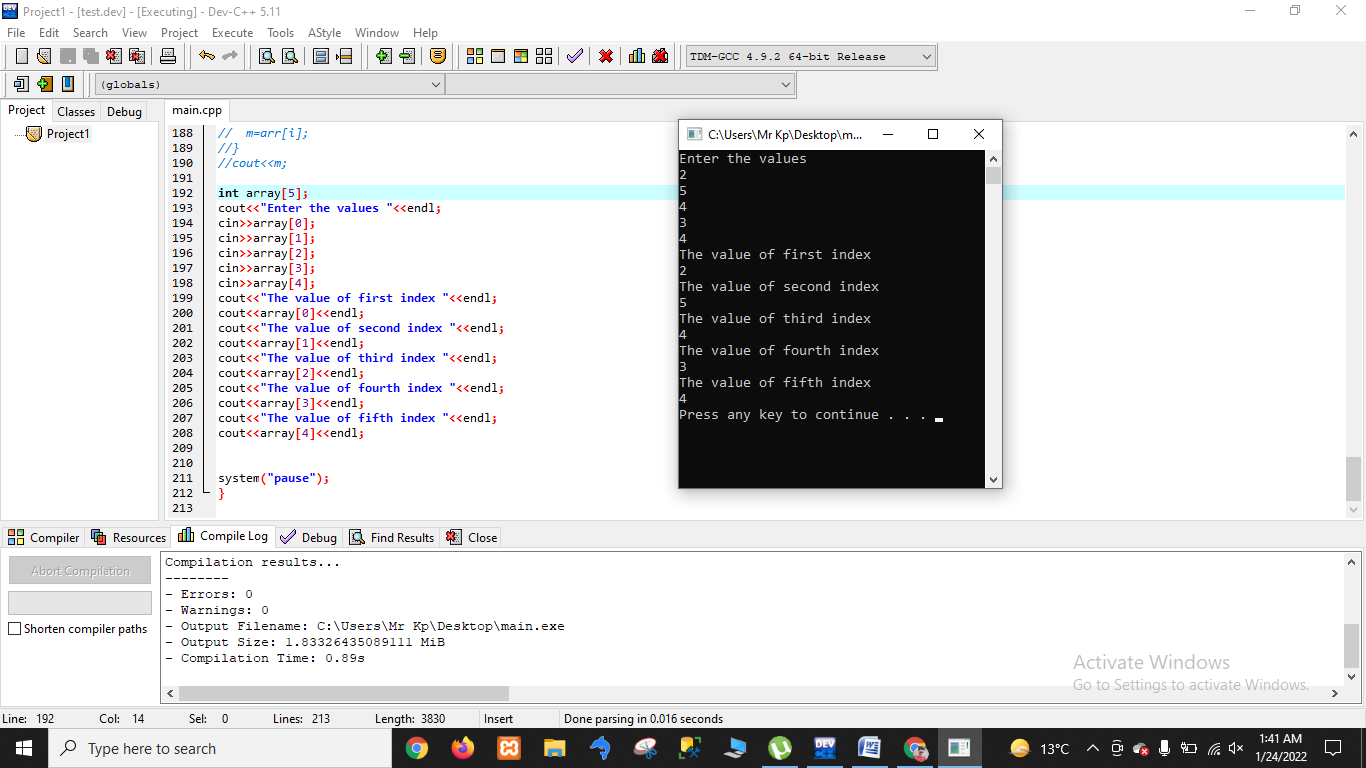 Project1 - [test.dev] - [Executing] - Dev-C++ 5.11
File Edit Search View Project Execute Tools AStyle Window Help
TDM-GCC 4.9.2 64-bit Release
(globals)
Project Classes Debug
Project1
main.cpp
188 // m=arr[i];
189 //}
190 //cout<<m;
191
192 int array[5];
193 cout<<"Enter the values "<<endl;
194 cin>>array[0];
195 cin>>array[1];
196 cin>>array[2];
197 cin>>array[3];
198 cin>>array[4];
199 cout<<"The value of first index "<<endl;
200 cout<<array[0]<<endl;
201 cout<<"The value of second index "<<endl;
202 cout<<array[1]<<endl;
203 cout<<"The value of third index "<<endl;
204 cout<<array[2]<<endl;
205 cout<<"The value of fourth index "<<endl;
206 cout<<array[3]<<endl;
207 cout<<"The value of fifth index "<<endl;
208 cout<<array[4]<<endl;
209
210
211 system("pause");
212 }
213
C:\Users\Mr Kp\Desktop\m...
Enter the values
2
5
4
3
4
The value of first index
2
The value of second index
5
The value of third index
4
The value of fourth index
3
The value of fifth index
4
Press any key to continue . . .
Compiler Resources Compile Log Debug Find Results Close
Abort Compilation
Shorten compiler paths
Compilation results...
--------
- Errors: 0
- Warnings: 0
- Output Filename: C:\Users\Mr Kp\Desktop\main.exe
- Output Size: 1.83326435089111 MiB
- Compilation Time: 0.89s
Activate Windows
Go to Settings to activate Windows.
Line: 192 Col: 14 Sel: 0 Lines: 213 Length: 3830 Insert Done parsing in 0.016 seconds
Type here to search
DEV
13°C
1:41 AM
1/24/2022